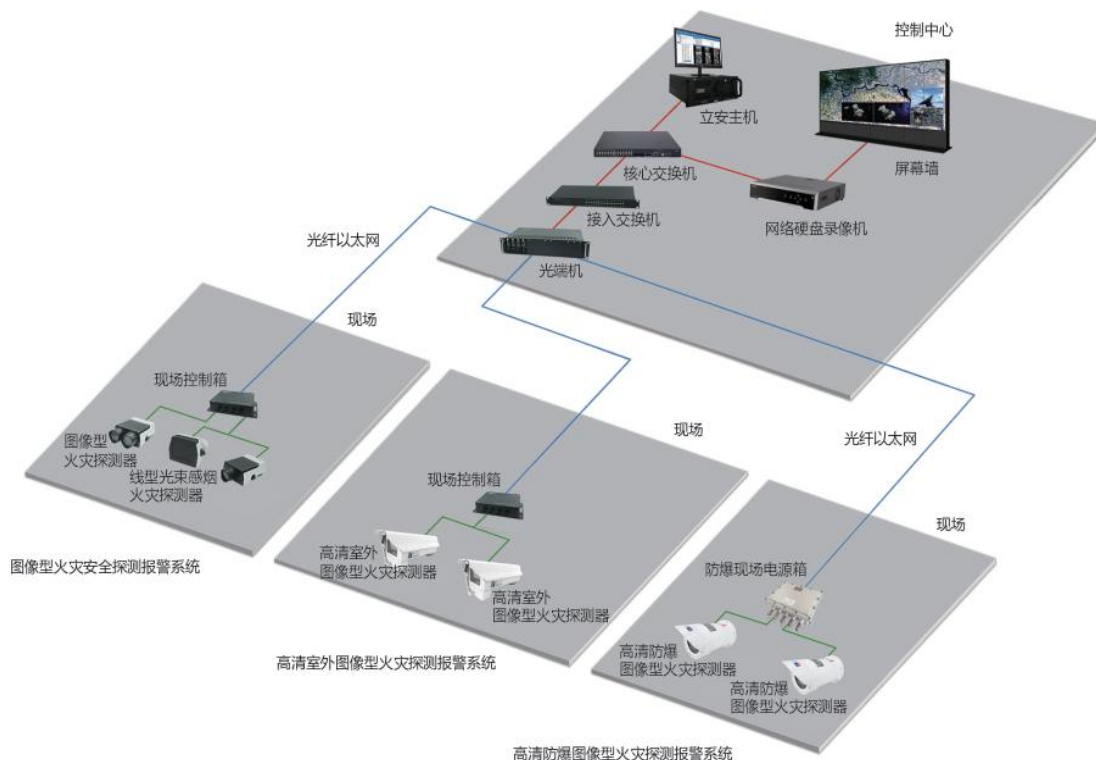 控制中心
立安主机
屏幕墙
核心交换机
网络硬盘录像机
接入交换机
光端机
光纤以太网
现场
现场控制箱
图像型
火灾探测器
线型光束感烟
火灾探测器
图像型火灾安全探测报警系统
现场
现场控制箱
高清室外
图像型火灾探测器
高清室外
图像型火灾探测器
高清室外图像型火灾探测报警系统
光纤以太网
现场
防爆现场电源箱
高清防爆
图像型火灾探测器
高清防爆
图像型火灾探测器
高清防爆图像型火灾探测报警系统